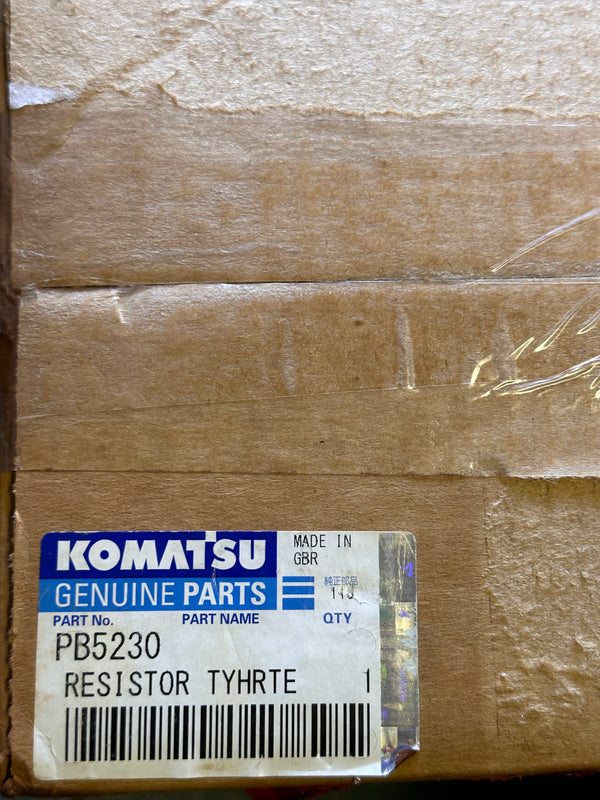 KOMATSU
MADE IN
GBR
GENUINE PARTS
純正部品
PART No.
PART NAME
QTY
PB5230
RESISTOR TYHRTE 1